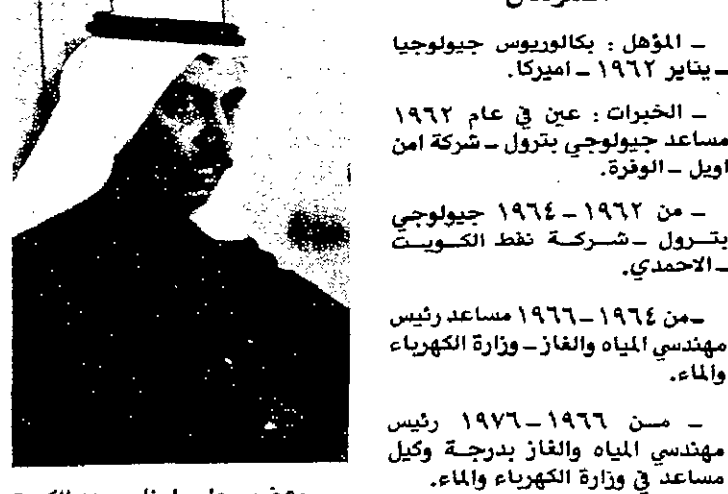 - المؤهل : بكالوريوس جيولوجيا
- يناير ١٩٦٢ - اميركا.
- الخبرات : عين في عام ١٩٦٢
مساعد جيولوجي بترول - شركة امن
اويل - الوفرة.
- من ١٩٦٢ - ١٩٦٤ جيولوجي
بترول - شركة نفط الكويت
- الاحمدي.
-من ١٩٦٤ - ١٩٦٦ مساعد رئيس
مهندسي المياه والغاز - وزارة الكهرباء
والماء.
- من ١٩٦٦ - ١٩٧٦ رئيس
مهندسي المياه والغاز بدرجة وكيل
مساعد في وزارة الكهرباء والماء.